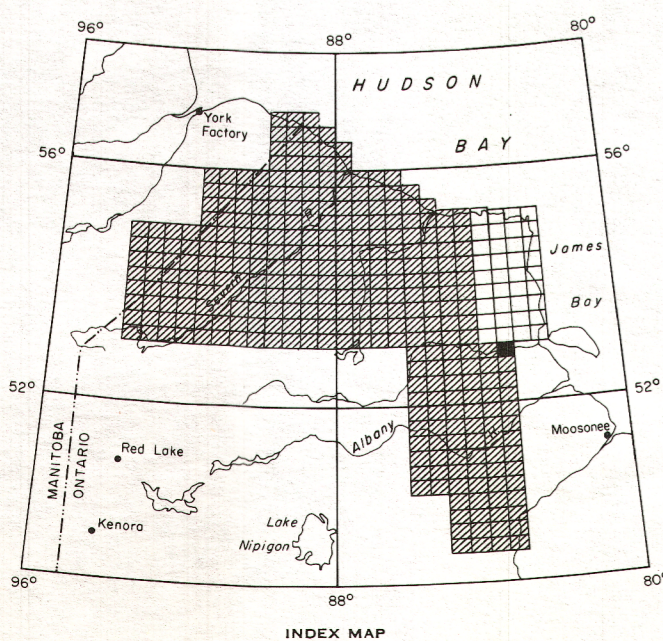 96°
88°
80°
HUDSON
BAY
York
Factory
56°
56°
James
Bay
Severn
52°
52°
MANITOBA
ONTARIO
Red Lake
Albany
Moosonee
Kenora
Lake
Nipigon
96°
88°
80°
INDEX MAP